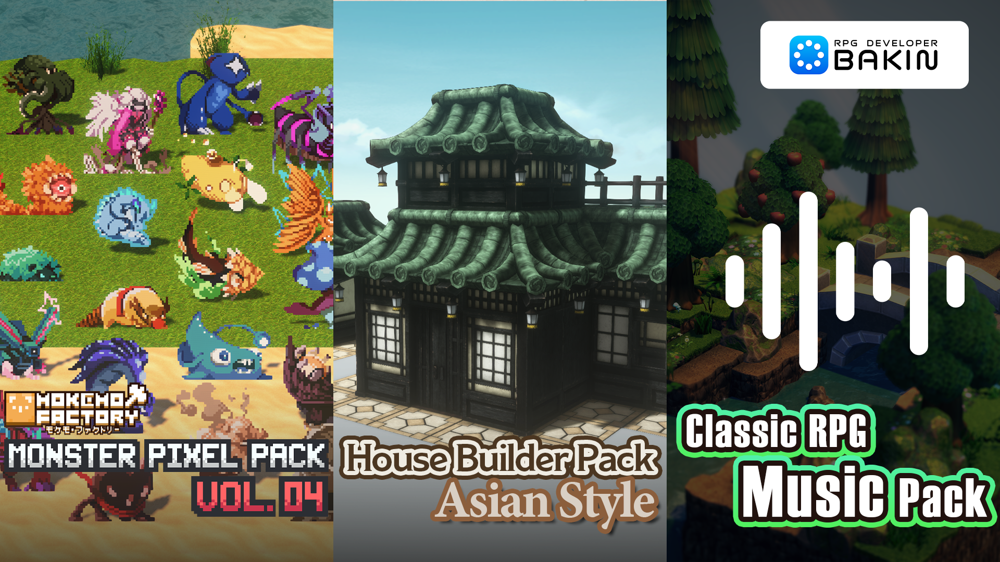 MOKEMO
FACTORY
モケモ・ファクトリー
MONSTER PIXEL PACK
VOL. 04
House Builder Pack
Asian Style
RPG DEVELOPER
BAKIN
Classic RPG
Music Pack